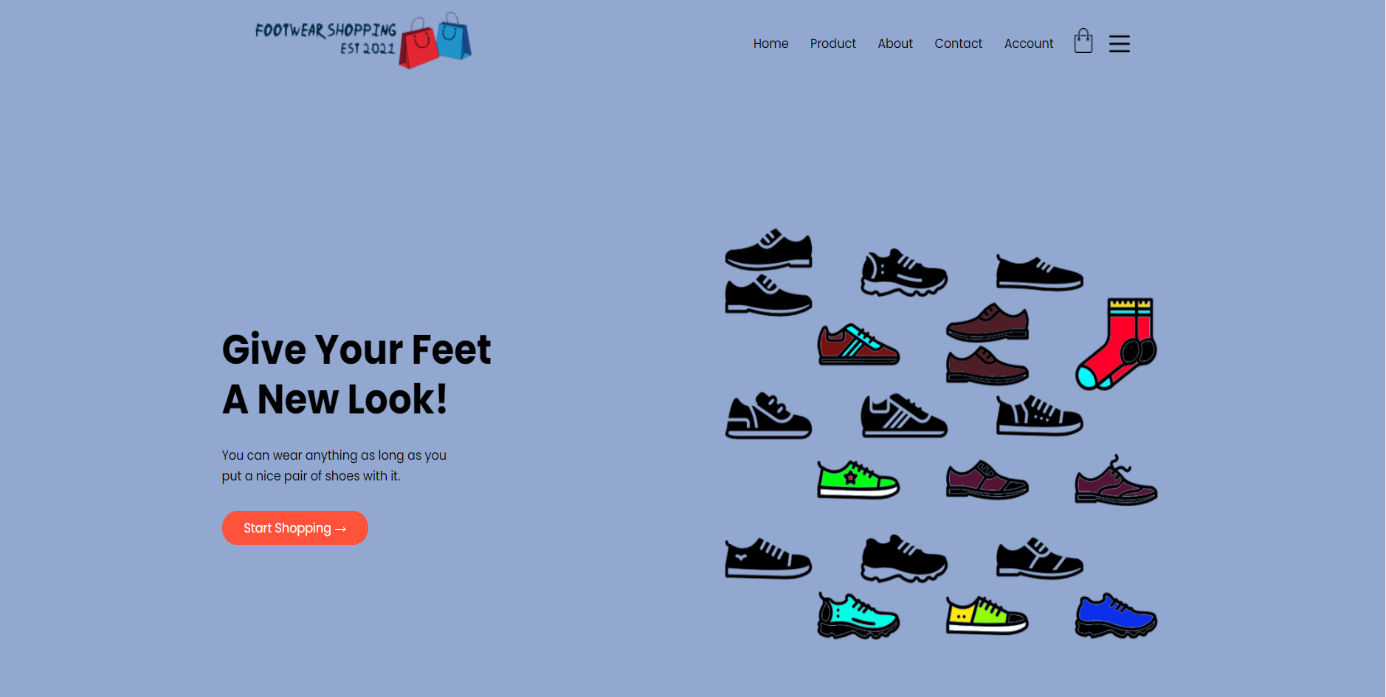 FOOTWEAR SHOPPING
EST 2021
Home Product About Contact Account
Give Your Feet
A New Look!
You can wear anything as long as you
put a nice pair of shoes with it.
Start Shopping →